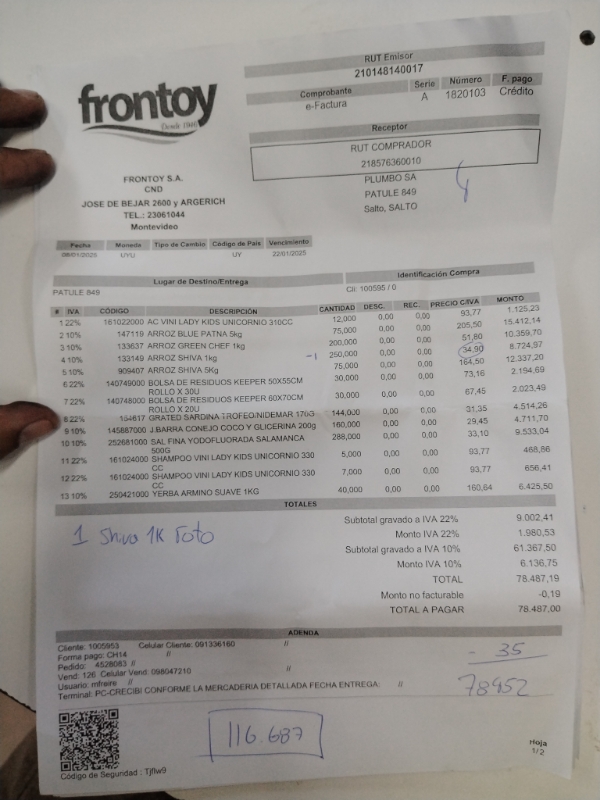 frontoy
Desde 1940
FRONTOY S.A.
CND
JOSE DE BEJAR 2600 y ARGERICH
TEL.: 23061044
Montevideo
RUT Emisor
210148140017
Comprobante Serie Número F. pago
e-Factura A 1820103 Crédito
Receptor
RUT COMPRADOR
218576360010
PLUMBO SA
PATULE 849
Salto, SALTO
Fecha Moneda Tipo de Cambio Código de País Vencimiento
08/01/2025 UYU UY 22/01/2025
Lugar de Destino/Entrega Identificación Compra
PATULE 849 C/I: 100595 / 0
# IVA CÓDIGO DESCRIPCIÓN CANTIDAD DESC. REC. PRECIO C/IVA MONTO
1 22% 161022000 AC VINI LADY KIDS UNICORNIO 310CC 12,000 0,00 0,00 93,77 1.125,23
2 10% 147119 ARROZ BLUE PATNA 5kg 75,000 0,00 0,00 205,50 15.412,14
3 10% 133637 ARROZ GREEN CHEF 1kg 200,000 0,00 0,00 51,80 10.359,70
4 10% 133149 ARROZ SHIVA 1kg -1 250,000 0,00 0,00 34,90 8.724,97
5 10% 909407 ARROZ SHIVA 5Kg 75,000 0,00 0,00 164,50 12.337,20
6 22% 140749000 BOLSA DE RESIDUOS KEEPER 50X55CM 30,000 0,00 0,00 73,16 2.194,69
ROLLO X 30U
7 22% 140748000 BOLSA DE RESIDUOS KEEPER 60X70CM 30,000 0,00 0,00 67,45 2.023,49
ROLLO X 20U
8 22% 154617 GRATED SARDINA TROFEO/NIDEMAR 170G 144,000 0,00 0,00 31,35 4.514,26
9 10% 145887000 J.BARRA CONEJO COCO Y GLICERINA 200g 160,000 0,00 0,00 29,45 4.711,70
10 10% 252681000 SAL FINA YODOFLUORADA SALAMANCA 288,000 0,00 0,00 33,10 9.533,04
500G
11 22% 161024000 SHAMPOO VINI LADY KIDS UNICORNIO 330 5,000 0,00 0,00 93,77 468,86
CC
12 22% 161024000 SHAMPOO VINI LADY KIDS UNICORNIO 330 7,000 0,00 0,00 93,77 656,41
CC
13 10% 250421000 YERBA ARMINO SUAVE 1KG 40,000 0,00 0,00 160,64 6.425,50
TOTALES
1 Shiva 1K roto
Subtotal gravado a IVA 22% 9.002,41
Monto IVA 22% 1.980,53
Subtotal gravado a IVA 10% 61.367,50
Monto IVA 10% 6.136,75
TOTAL 78.487,19
Monto no facturable -0,19
TOTAL A PAGAR 78.487,00
ADENDA
Cliente: 1005953 Celular Cliente: 091336160 //
Forma pago: CH14 //
Pedido: 4528083 //
Vend: 126 Celular Vend: 098047210 //
Usuario: mfreire //
Terminal: PC-CRECIBI CONFORME LA MERCADERIA DETALLADA FECHA ENTREGA: //
- 35
78452
116.687
Código de Seguridad : Tjflw9
Hoja
1/2